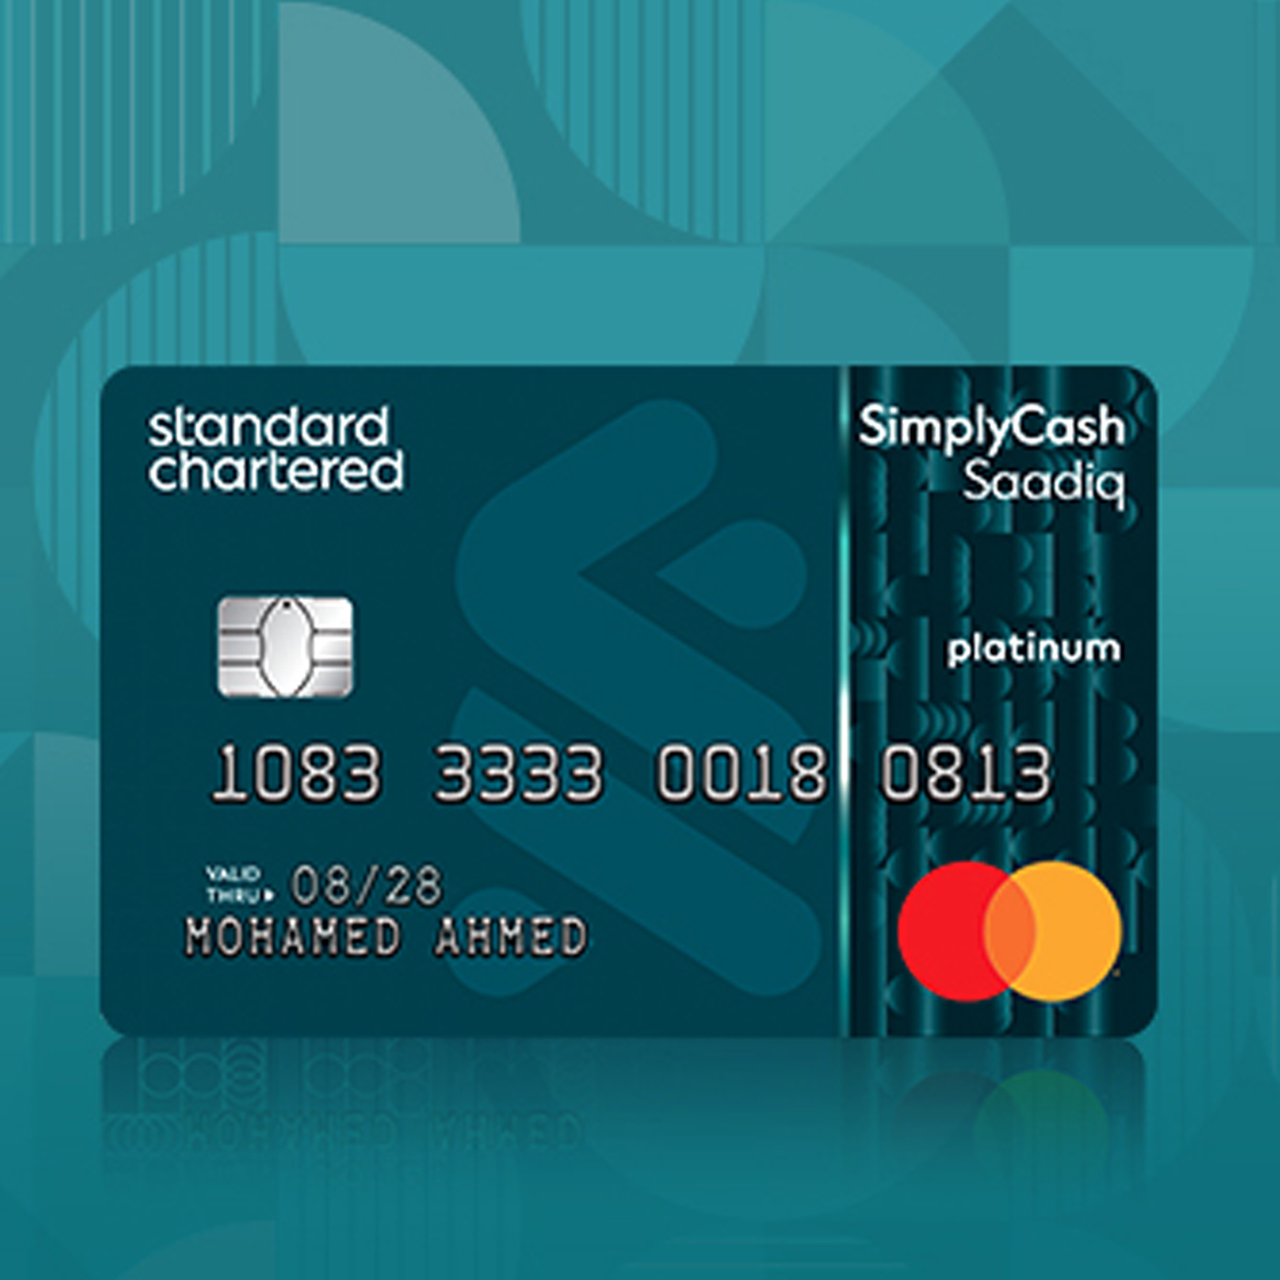 standard
chartered
SimplyCash
Saadiq
platinum
1083 3333 0018 0813
VALID
THRU
08/28
MOHAMED AHMED